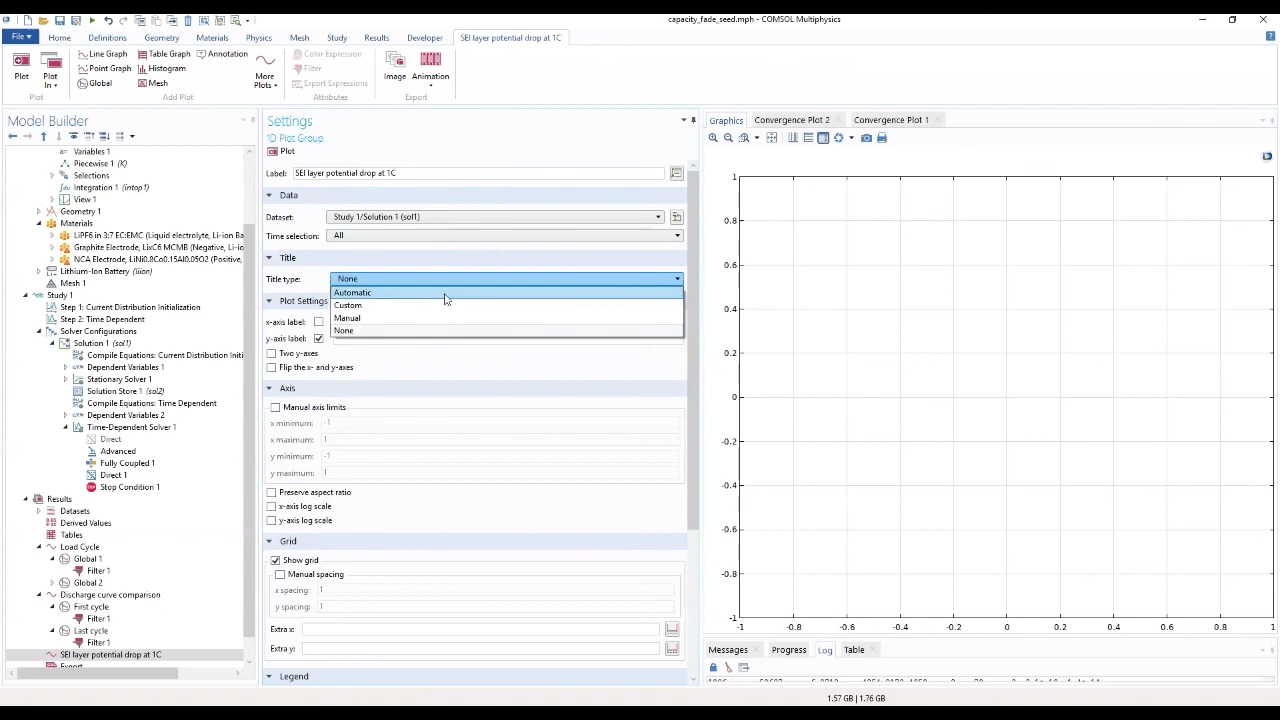 capacity_fade_seed.mph - COMSOL Multiphysics
File
Home
Definitions
Geometry
Materials
Physics
Mesh
Study
Results
Developer
SEI layer potential drop at 1C
Plot
Plot In
Line Graph
Point Graph
Global
Table Graph
Histogram
Mesh
Annotation
More Plots
Color Expression
Filter
Export Expressions
Image
Animation
Plot
Add Plot
Attributes
Export
Model Builder
Variables 1
Piecewise 1 (K)
Selections
Integration 1 (intop1)
View 1
Geometry 1
Materials
LiPF6 in 3:7 EC:EMC (Liquid electrolyte, Li-ion Ba
Graphite Electrode, LixC6 MCMB (Negative, Li-ion
NCA Electrode, LiNi0.8Co0.15Al0.05O2 (Positive,
Lithium-Ion Battery (liion)
Mesh 1
Study 1
Step 1: Current Distribution Initialization
Step 2: Time Dependent
Solver Configurations
Solution 1 (sol1)
Compile Equations: Current Distribution Initi
Dependent Variables 1
Stationary Solver 1
Solution Store 1 (sol2)
Compile Equations: Time Dependent
Dependent Variables 2
Time-Dependent Solver 1
Direct
Advanced
Fully Coupled 1
Direct 1
Stop Condition 1
Results
Datasets
Derived Values
Tables
Load Cycle
Global 1
Filter 1
Global 2
Discharge curve comparison
First cycle
Filter 1
Last cycle
Filter 1
SEI layer potential drop at 1C
Export
Settings
1D Plot Group
Plot
Label: SEI layer potential drop at 1C
Data
Dataset: Study 1/Solution 1 (sol1)
Time selection: All
Title
Title type: None
Automatic
Custom
Manual
None
Plot Settings
x-axis label:
y-axis label:
Two y-axes
Flip the x- and y-axes
Axis
Manual axis limits
x minimum: -1
x maximum: 1
y minimum: -1
y maximum: 1
Preserve aspect ratio
x-axis log scale
y-axis log scale
Grid
Show grid
Manual spacing
x spacing: 1
y spacing: 1
Extra x:
Extra y:
Legend
Graphics
Convergence Plot 2
Convergence Plot 1
1
0.8
0.6
0.4
0.2
0
-0.2
-0.4
-0.6
-0.8
-1
-1 -0.8 -0.6 -0.4 -0.2 0 0.2 0.4 0.6 0.8 1
Messages
Progress
Log
Table
1.57 GB | 1.76 GB